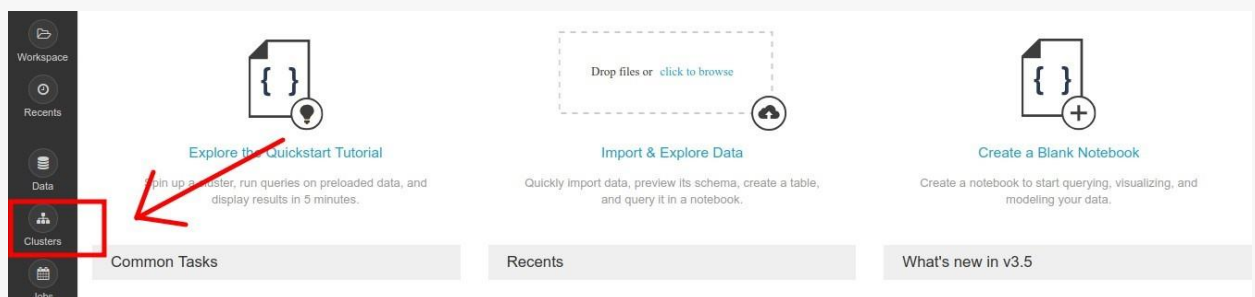 Workspace
Recents
Data
Clusters
Jobs
{ }
Explore the Quickstart Tutorial
Spin up a cluster, run queries on preloaded data, and
display results in 5 minutes.
Drop files or click to browse
Import & Explore Data
Quickly import data, preview its schema, create a table,
and query it in a notebook.
{ }
Create a Blank Notebook
Create a notebook to start querying, visualizing, and
modeling your data.
Common Tasks
Recents
What's new in v3.5